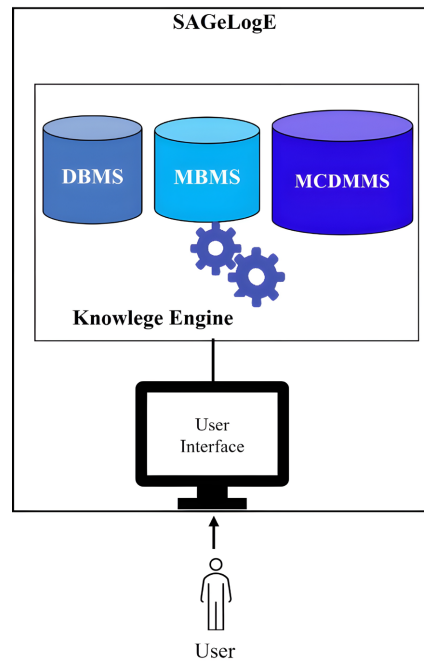 SAGeLogE
DBMS
MBMS
MCDMMS
Knowlege Engine
User
Interface
User